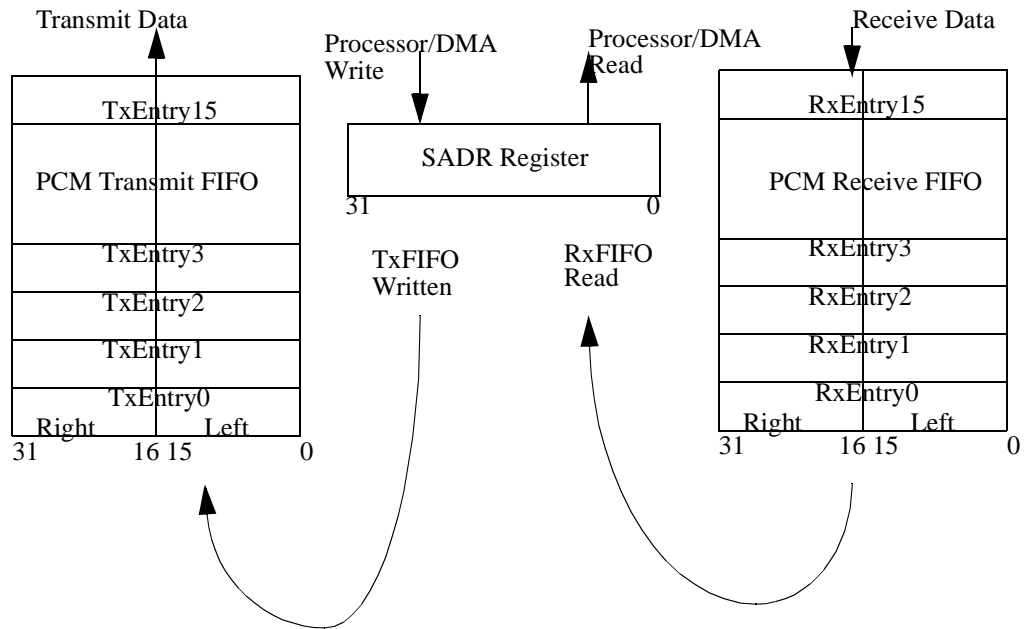 Transmit Data
TxEntry15
PCM Transmit FIFO
TxEntry3
TxEntry2
TxEntry1
TxEntry0
Right Left
31 16 15 0
Processor/DMA
Write
Processor/DMA
Read
SADR Register
31 0
TxFIFO
Written
RxFIFO
Read
Receive Data
RxEntry15
PCM Receive FIFO
RxEntry3
RxEntry2
RxEntry1
RxEntry0
Right Left
31 16 15 0